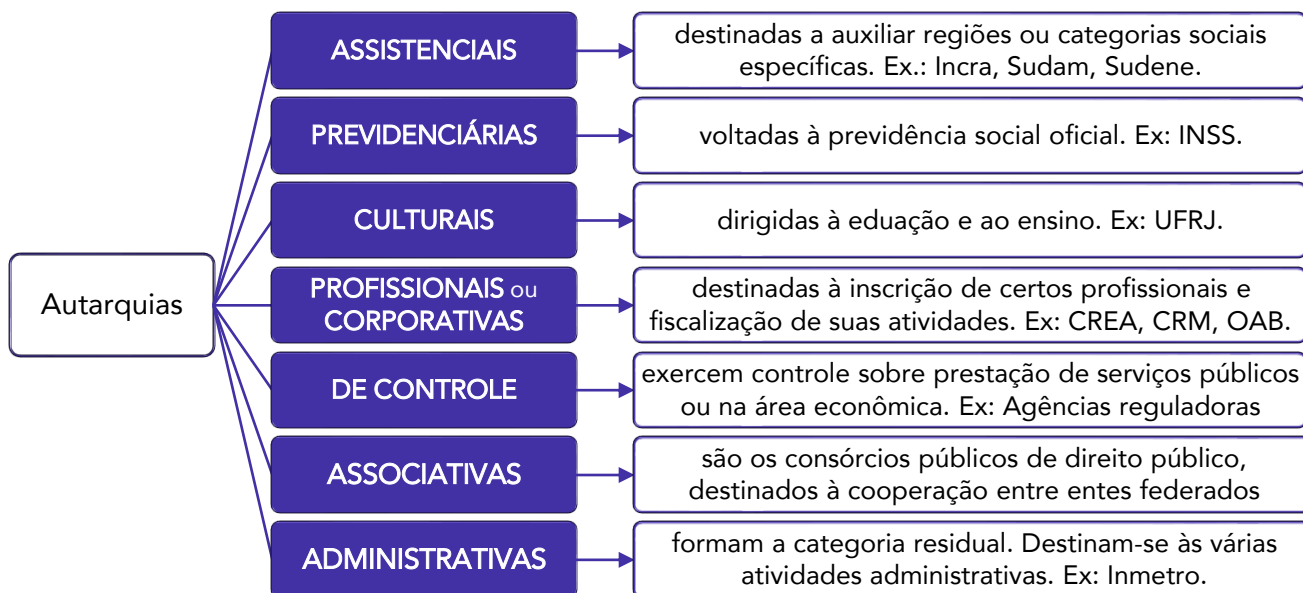 Autarquias
ASSISTENCIAIS
destinadas a auxiliar regiões ou categorias sociais
específicas. Ex.: Incra, Sudam, Sudene.
PREVIDENCIÁRIAS
voltadas à previdência social oficial. Ex: INSS.
CULTURAIS
dirigidas à eduação e ao ensino. Ex: UFRJ.
PROFISSIONAIS ou
CORPORATIVAS
destinadas à inscrição de certos profissionais e
fiscalização de suas atividades. Ex: CREA, CRM, OAB.
DE CONTROLE
exercem controle sobre prestação de serviços públicos
ou na área econômica. Ex: Agências reguladoras
ASSOCIATIVAS
são os consórcios públicos de direito público,
destinados à cooperação entre entes federados
ADMINISTRATIVAS
formam a categoria residual. Destinam-se às várias
atividades administrativas. Ex: Inmetro.